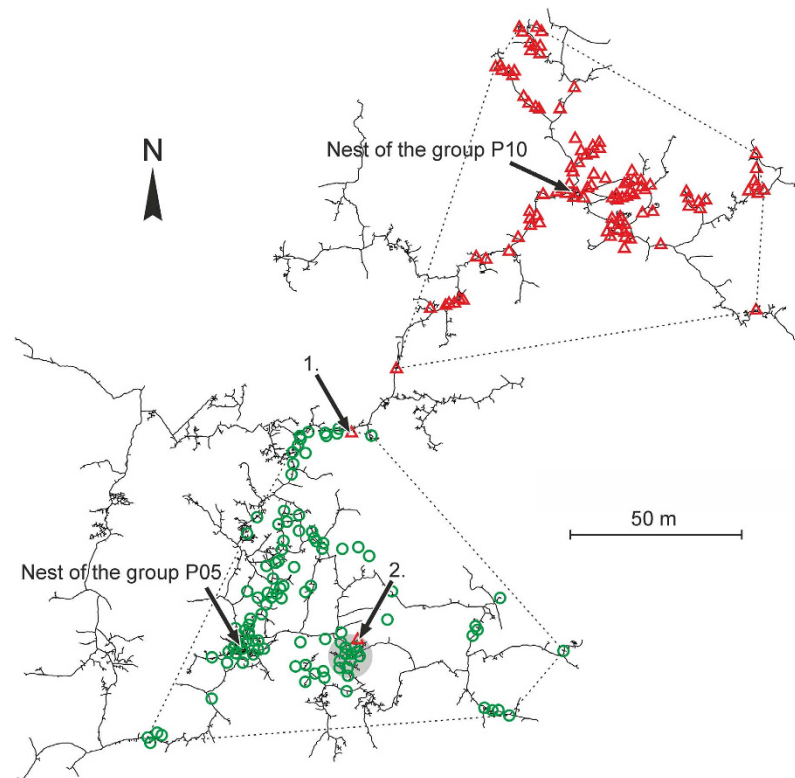 Nest of the group P10
N
1.
50 m
Nest of the group P05
2.